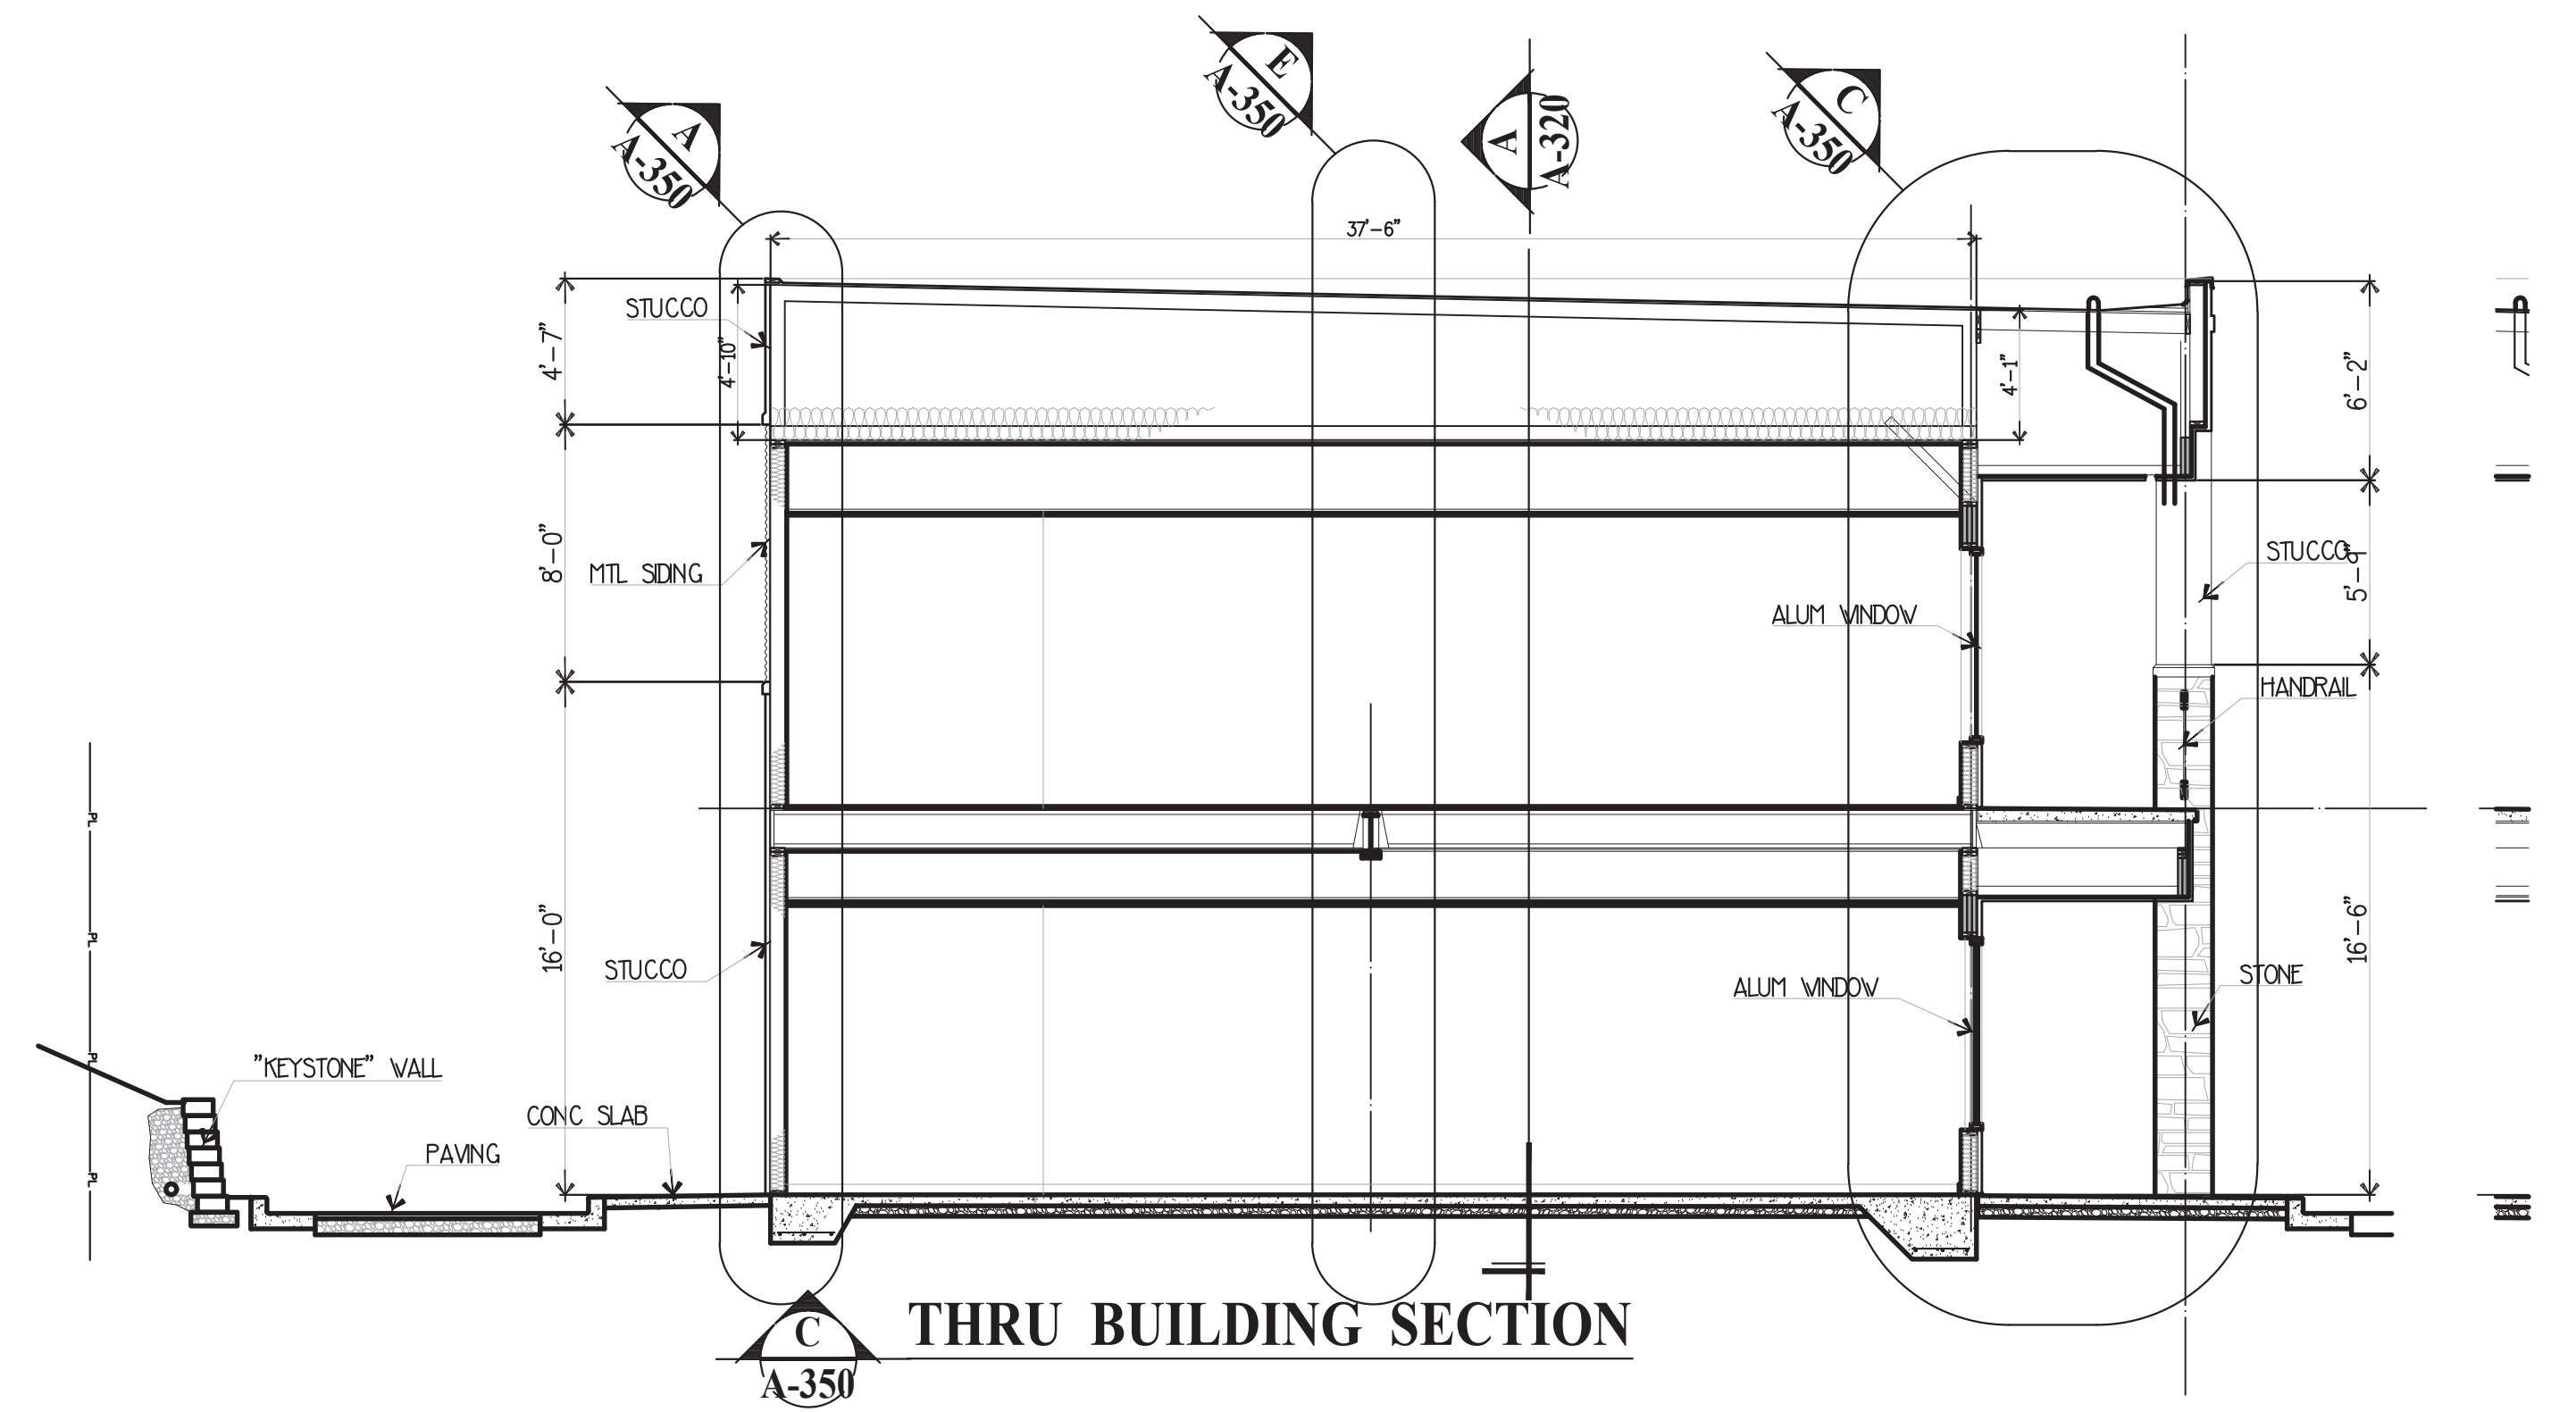 E
A-350
A
A-320
C
A-350
A
A-350
37'-6"
STUCCO
4'-7"
4'-10"
4'-1"
6'-2"
8'-0"
MTL SIDING
STUCCO
5'-9"
ALUM WINDOW
HANDRAIL
PL
PL
16'-0"
16'-6"
STUCCO
STONE
ALUM WINDOW
PL
"KEYSTONE" WALL
CONC SLAB
PAVING
PL
THRU BUILDING SECTION
C
A-350